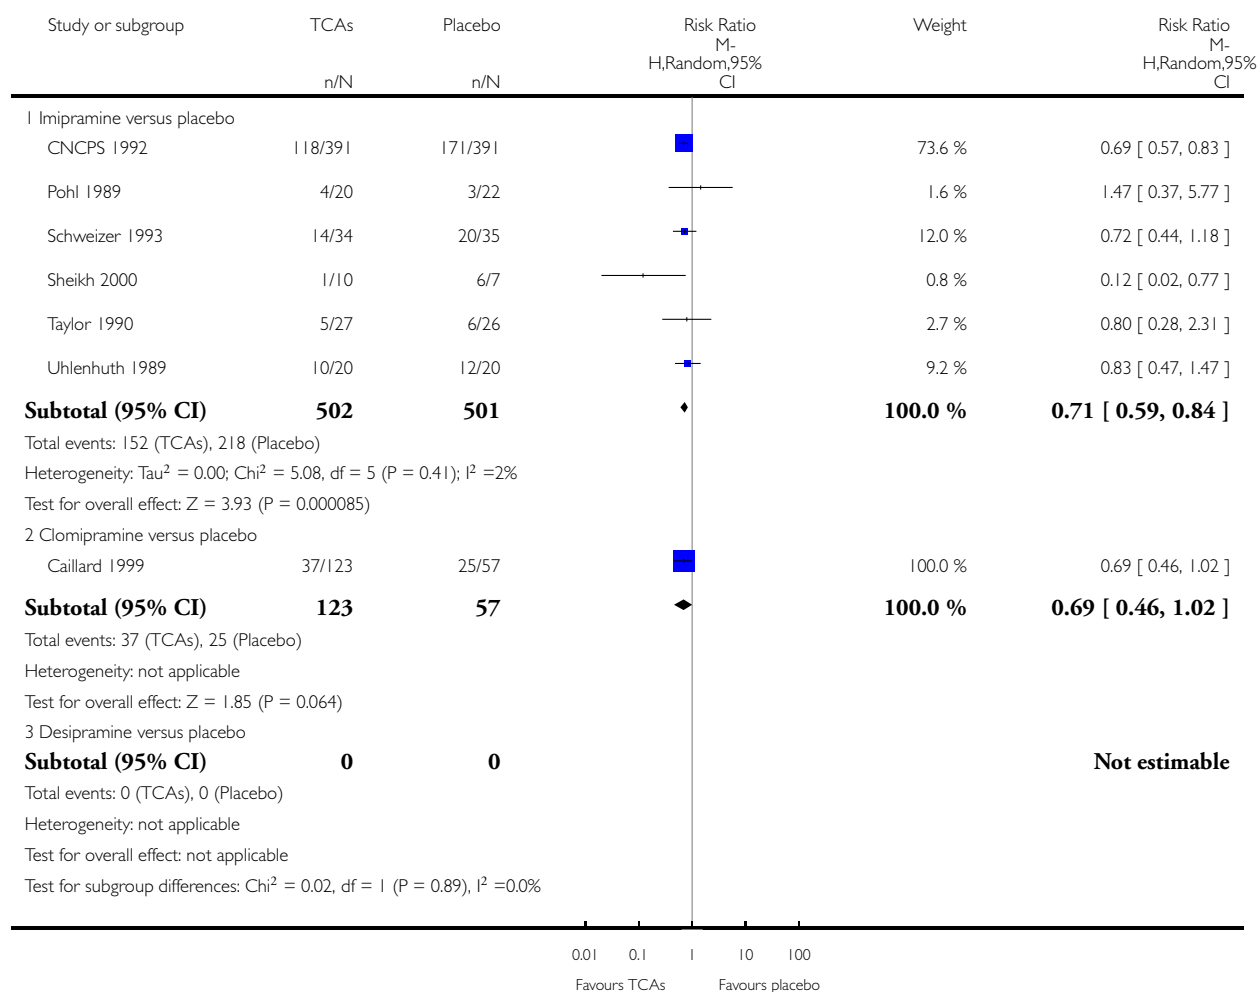 Study or subgroup TCAs Placebo Risk Ratio Weight Risk Ratio
M- M-
H,Random,95% H,Random,95%
n/N n/N CI CI
1 Imipramine versus placebo
CNCPS 1992 118/391 171/391 73.6 % 0.69 [ 0.57, 0.83 ]
Pohl 1989 4/20 3/22 1.6 % 1.47 [ 0.37, 5.77 ]
Schweizer 1993 14/34 20/35 12.0 % 0.72 [ 0.44, 1.18 ]
Sheikh 2000 1/10 6/7 0.8 % 0.12 [ 0.02, 0.77 ]
Taylor 1990 5/27 6/26 2.7 % 0.80 [ 0.28, 2.31 ]
Uhlenhuth 1989 10/20 12/20 9.2 % 0.83 [ 0.47, 1.47 ]
Subtotal (95% CI) 502 501 100.0 % 0.71 [ 0.59, 0.84 ]
Total events: 152 (TCAs), 218 (Placebo)
Heterogeneity: Tau² = 0.00; Chi² = 5.08, df = 5 (P = 0.41); I² =2%
Test for overall effect: Z = 3.93 (P = 0.000085)
2 Clomipramine versus placebo
Caillard 1999 37/123 25/57 100.0 % 0.69 [ 0.46, 1.02 ]
Subtotal (95% CI) 123 57 100.0 % 0.69 [ 0.46, 1.02 ]
Total events: 37 (TCAs), 25 (Placebo)
Heterogeneity: not applicable
Test for overall effect: Z = 1.85 (P = 0.064)
3 Desipramine versus placebo
Subtotal (95% CI) 0 0 Not estimable
Total events: 0 (TCAs), 0 (Placebo)
Heterogeneity: not applicable
Test for overall effect: not applicable
Test for subgroup differences: Chi² = 0.02, df = 1 (P = 0.89), I² =0.0%
0.01 0.1 1 10 100
Favours TCAs Favours placebo